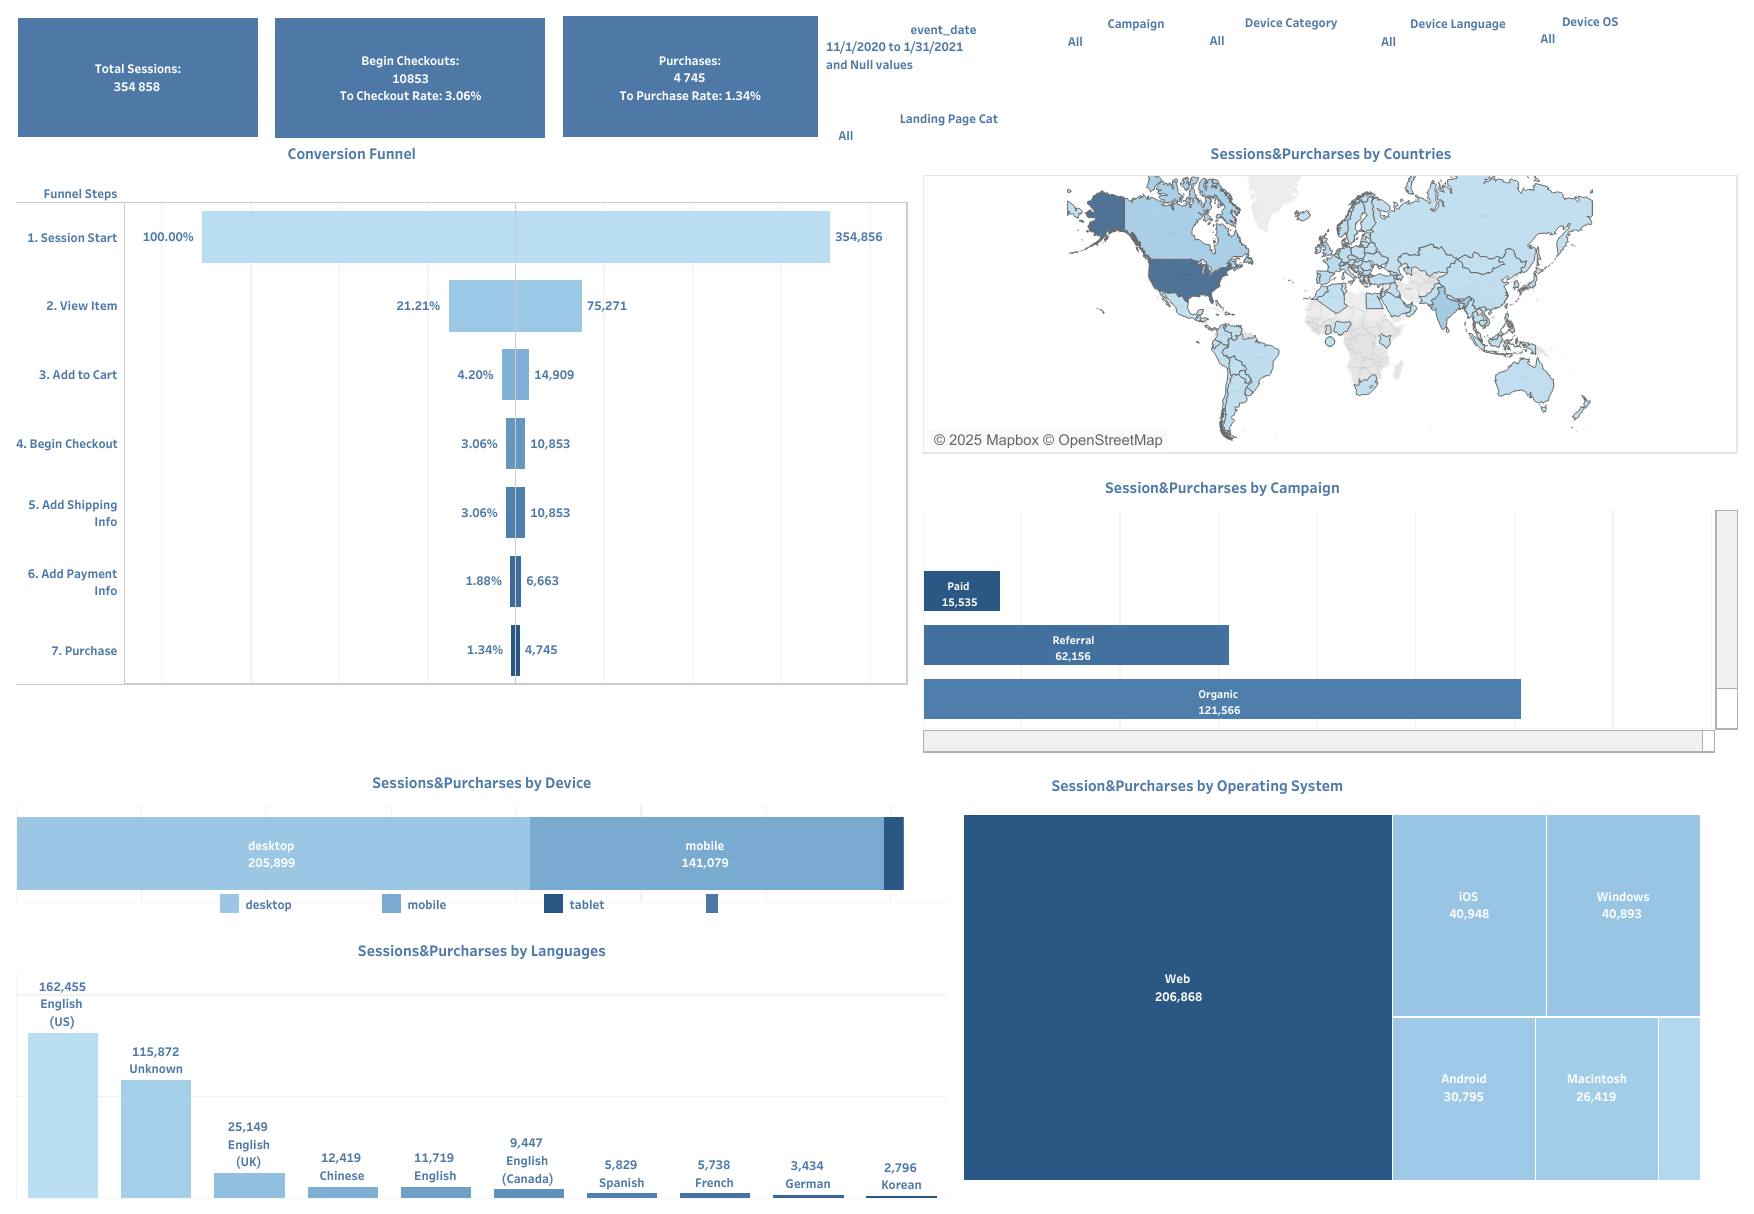 Total Sessions:
354 858
Begin Checkouts:
10853
To Checkout Rate: 3.06%
Purchases:
4 745
To Purchase Rate: 1.34%
event_date
11/1/2020 to 1/31/2021
and Null values
Campaign
All
Device Category
All
Device Language
All
Device OS
All
Landing Page Cat
All
Conversion Funnel
Funnel Steps
1. Session Start
100.00%
354,856
2. View Item
21.21%
75,271
3. Add to Cart
4.20%
14,909
4. Begin Checkout
3.06%
10,853
5. Add Shipping
Info
3.06%
10,853
6. Add Payment
Info
1.88%
6,663
7. Purchase
1.34%
4,745
Sessions&Purcharses by Countries
© 2025 Mapbox © OpenStreetMap
Session&Purcharses by Campaign
Paid
15,535
Referral
62,156
Organic
121,566
Sessions&Purcharses by Device
desktop
205,899
mobile
141,079
desktop
mobile
tablet
Sessions&Purcharses by Languages
162,455
English
(US)
115,872
Unknown
25,149
English
(UK)
12,419
Chinese
11,719
English
9,447
English
(Canada)
5,829
Spanish
5,738
French
3,434
German
2,796
Korean
Session&Purcharses by Operating System
Web
206,868
iOS
40,948
Windows
40,893
Android
30,795
Macintosh
26,419